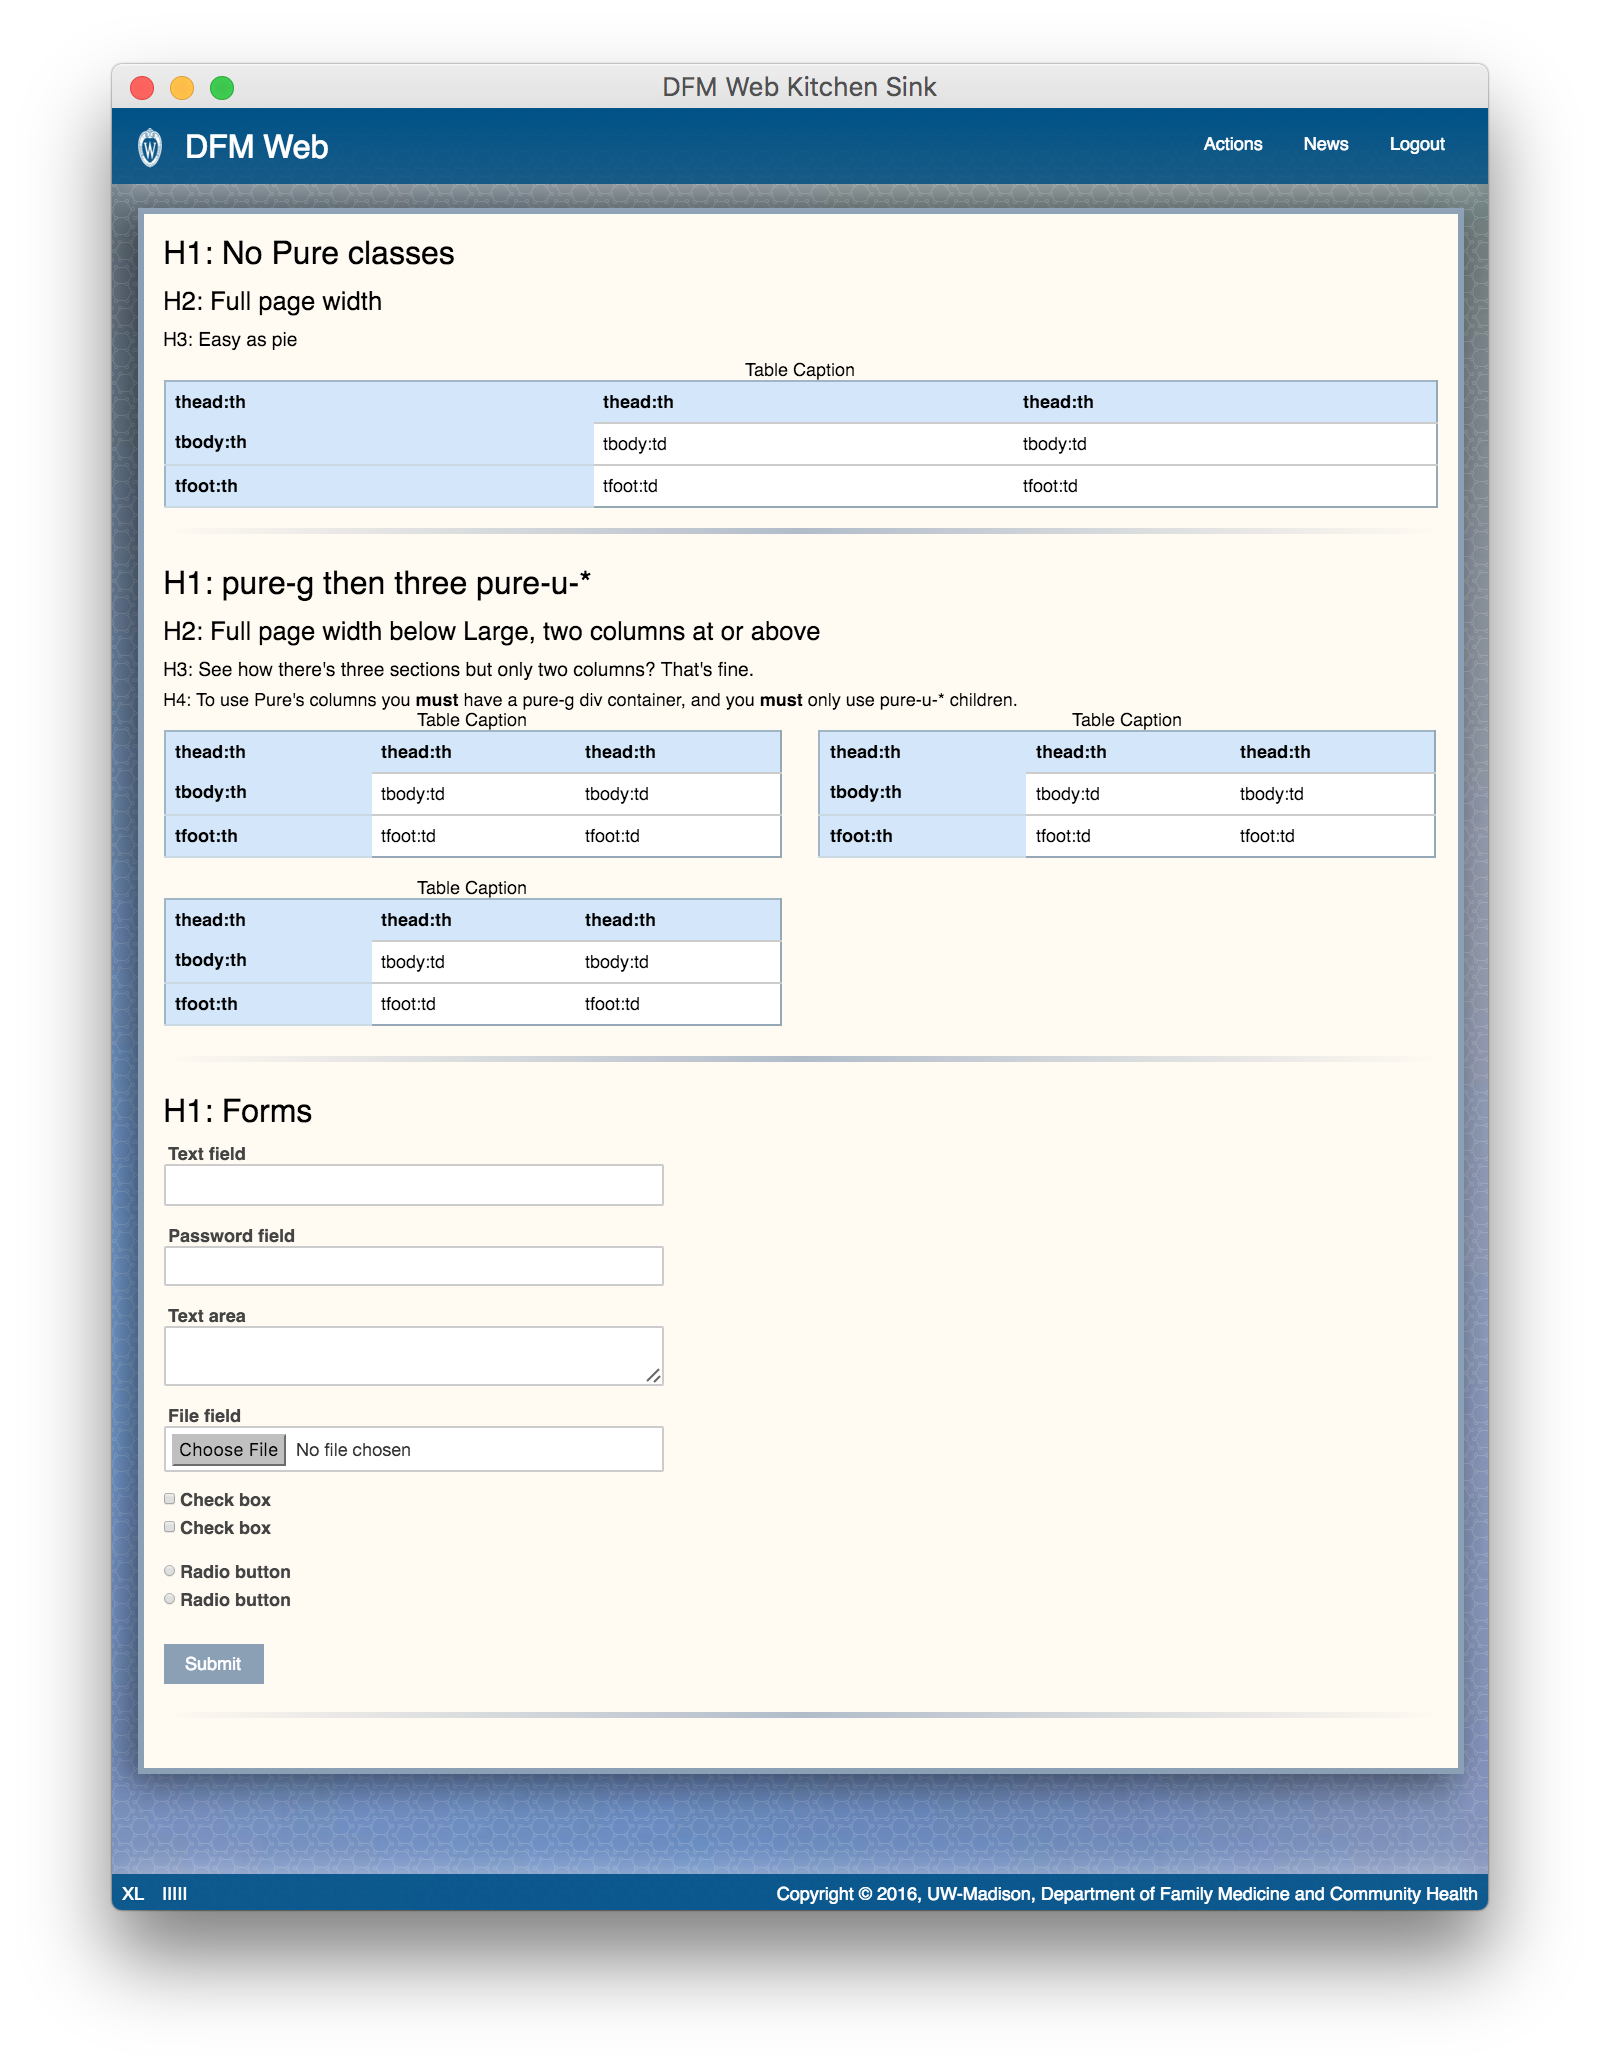 DFM Web Kitchen Sink
W DFM Web Actions News Logout
H1: No Pure classes
H2: Full page width
H3: Easy as pie
Table Caption
thead:th thead:th thead:th
tbody:th tbody:td tbody:td
tfoot:th tfoot:td tfoot:td
H1: pure-g then three pure-u-*
H2: Full page width below Large, two columns at or above
H3: See how there's three sections but only two columns? That's fine.
H4: To use Pure's columns you must have a pure-g div container, and you must only use pure-u-* children.
Table Caption
thead:th thead:th thead:th
tbody:th tbody:td tbody:td
tfoot:th tfoot:td tfoot:td
Table Caption
thead:th thead:th thead:th
tbody:th tbody:td tbody:td
tfoot:th tfoot:td tfoot:td
Table Caption
thead:th thead:th thead:th
tbody:th tbody:td tbody:td
tfoot:th tfoot:td tfoot:td
H1: Forms
Text field
Password field
Text area
File field
Choose File No file chosen
Check box
Check box
Radio button
Radio button
Submit
XL IIIII Copyright © 2016, UW-Madison, Department of Family Medicine and Community Health